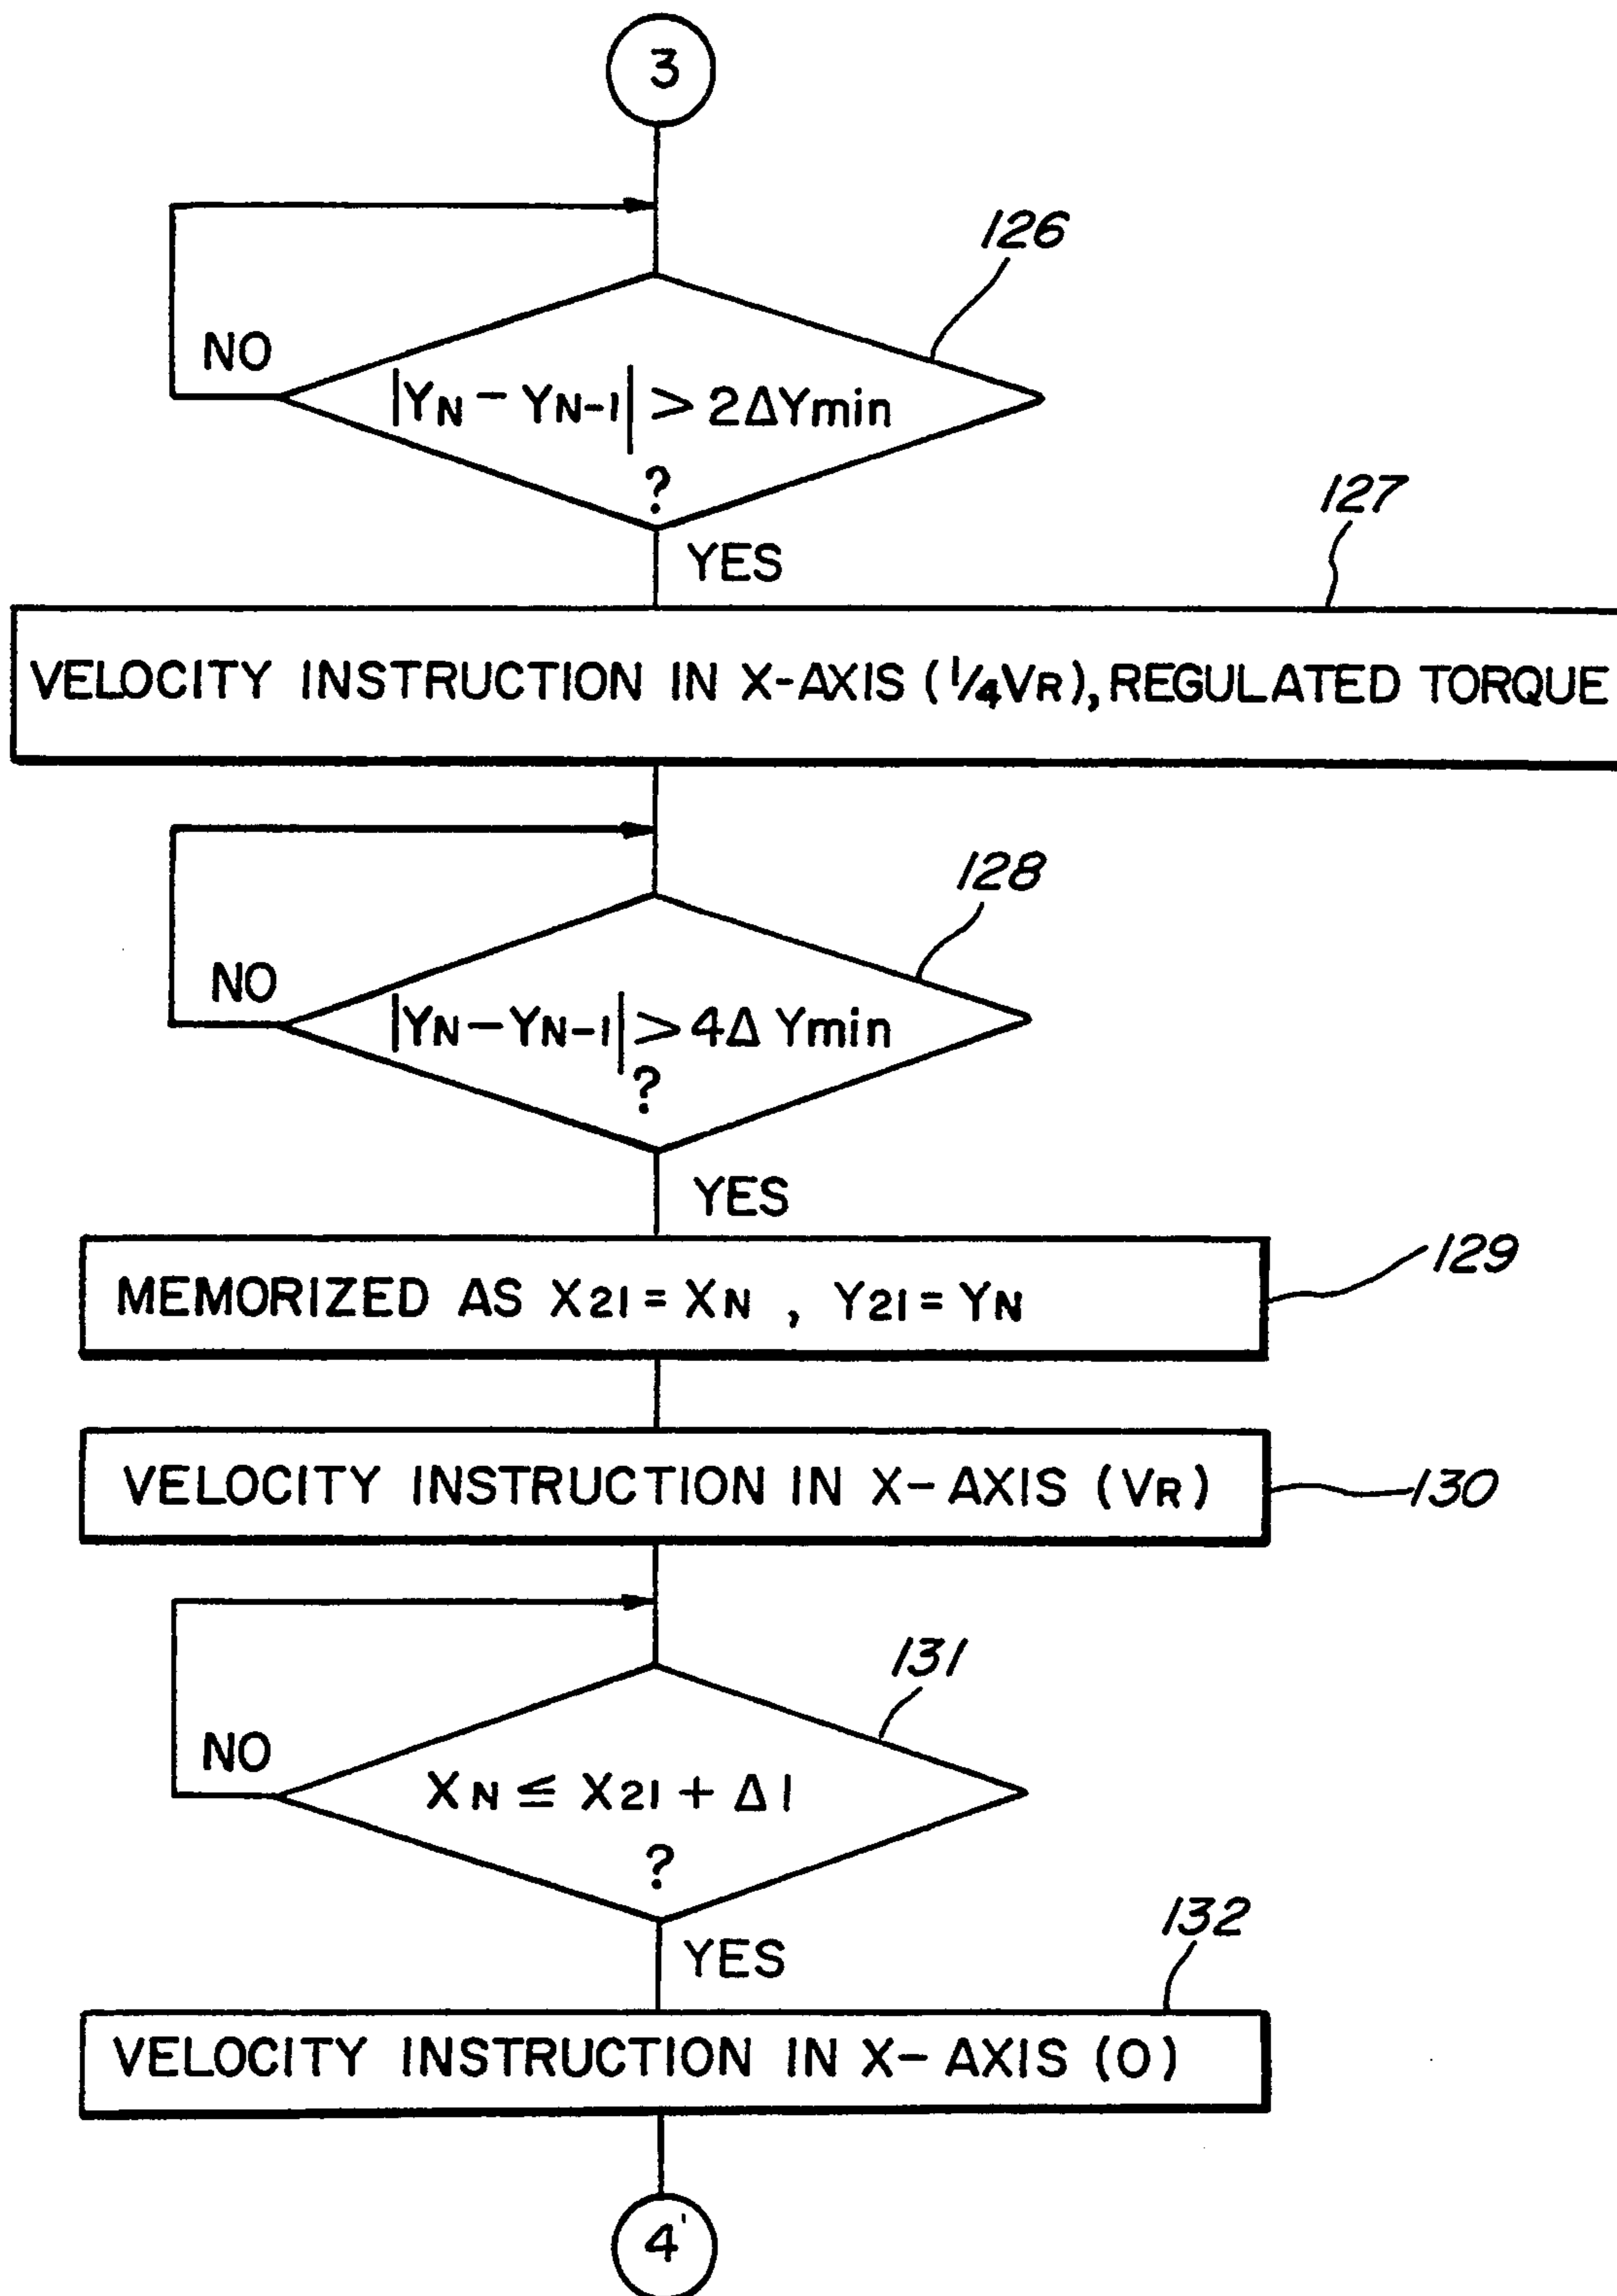 3
126
NO
|YN - YN-1| > 2ΔYmin
?
YES
127
VELOCITY INSTRUCTION IN X-AXIS (1/4VR), REGULATED TORQUE
128
NO
|YN-YN-1| > 4Δ Ymin
?
YES
129
MEMORIZED AS X21 = XN , Y21 = YN
VELOCITY INSTRUCTION IN X-AXIS (VR)
130
131
NO
XN ≦ X21 + Δl
?
YES
132
VELOCITY INSTRUCTION IN X-AXIS (0)
4'